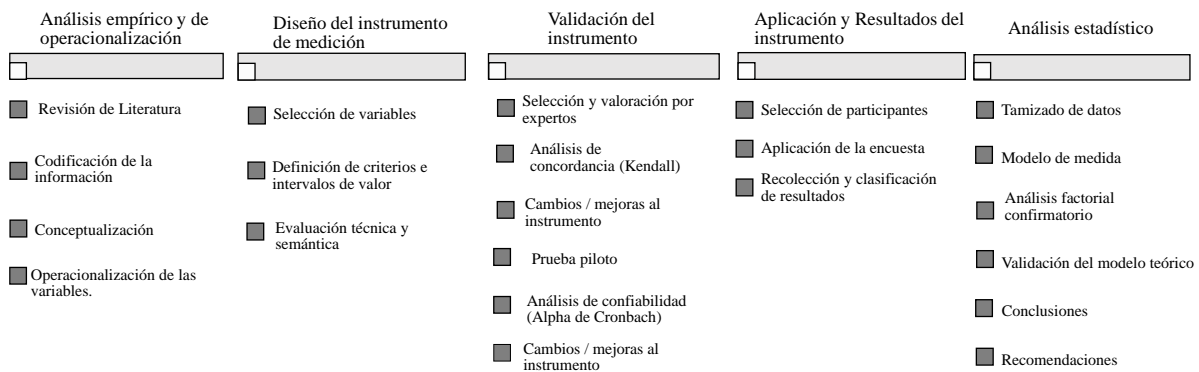 Análisis empírico y de
operacionalización
Revisión de Literatura
Codificación de la
información
Conceptualización
Operacionalización de las
variables.
Diseño del instrumento
de medición
Selección de variables
Definición de criterios e
intervalos de valor
Evaluación técnica y
semántica
Validación del
instrumento
Selección y valoración por
expertos
Análisis de
concordancia (Kendall)
Cambios / mejoras al
instrumento
Prueba piloto
Análisis de confiabilidad
(Alpha de Cronbach)
Cambios / mejoras al
instrumento
Aplicación y Resultados del
instrumento
Selección de participantes
Aplicación de la encuesta
Recolección y clasificación
de resultados
Análisis estadístico
Tamizado de datos
Modelo de medida
Análisis factorial
confirmatorio
Validación del modelo teórico
Conclusiones
Recomendaciones